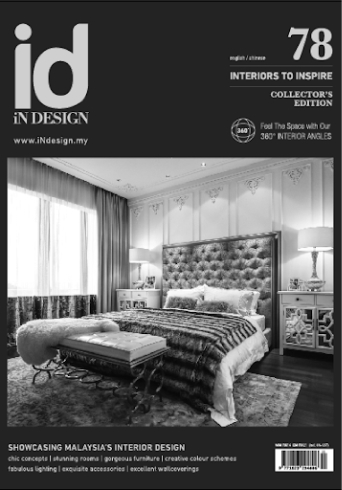 id
iN DESIGN
www.iNdesign.my
english / chinese
78
INTERIORS TO INSPIRE
COLLECTOR'S
EDITION
360°
Feel The Space with Our
360° INTERIOR ANGLES
SHOWCASING MALAYSIA'S INTERIOR DESIGN
chic concepts | stunning rooms | gorgeous furniture | creative colour schemes
fabulous lighting | exquisite accessories | excellent wallcoverings